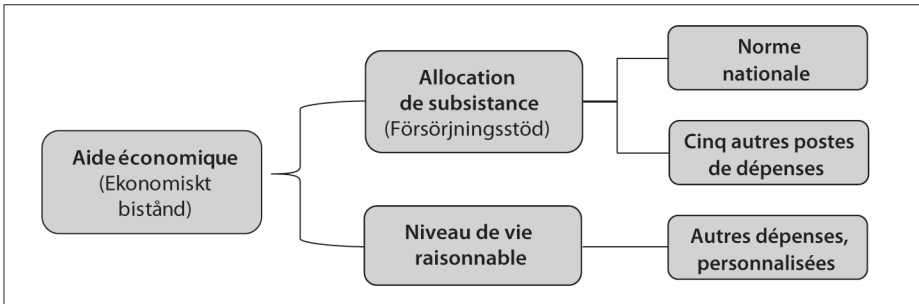 Aide économique
(Ekonomiskt
bistånd)
Allocation
de subsistance
(Försörjningsstöd)
Norme
nationale
Cinq autres postes
de dépenses
Niveau de vie
raisonnable
Autres dépenses,
personnalisées